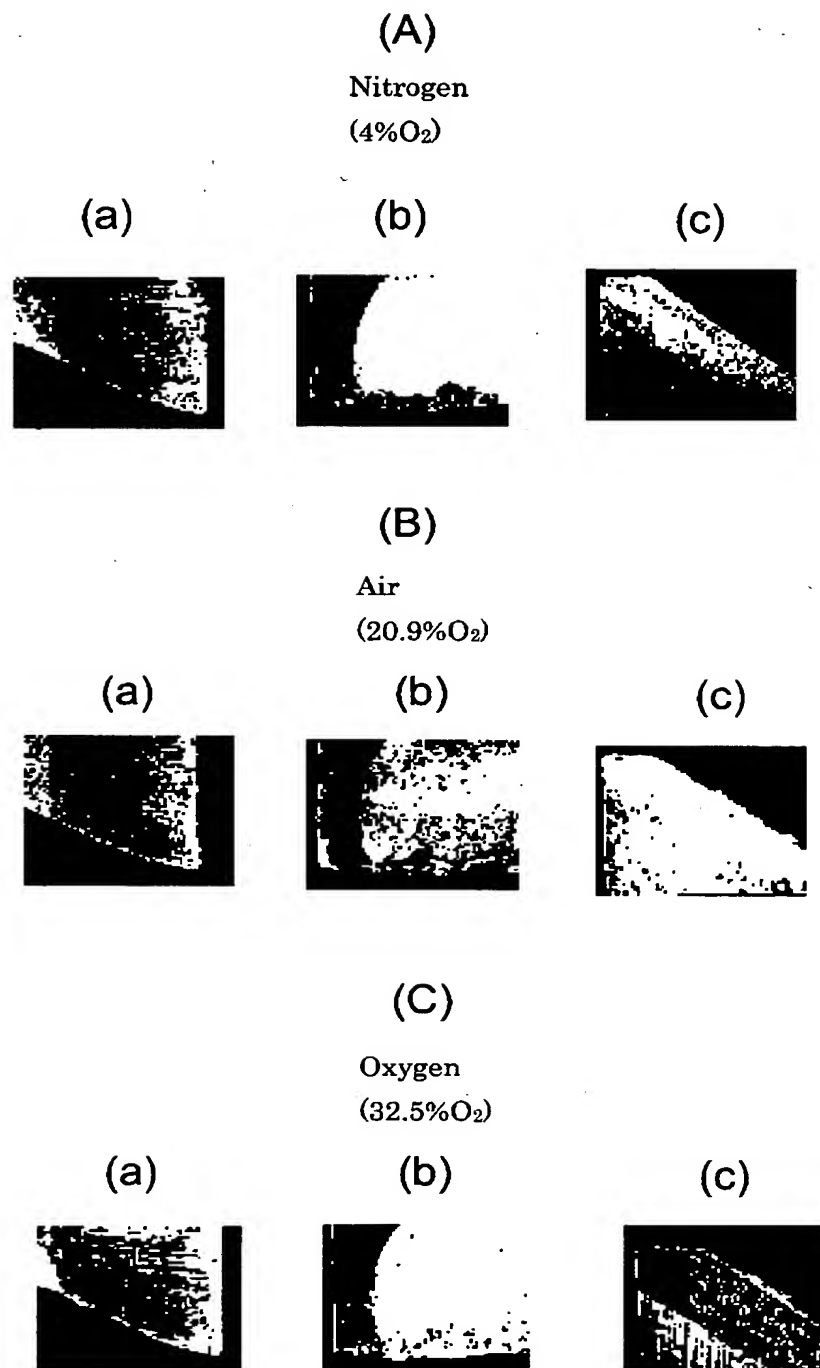 (A)
Nitrogen
(4%O₂)
(a) (b) (c)
(B)
Air
(20.9%O₂)
(a) (b) (c)
(C)
Oxygen
(32.5%O₂)
(a) (b) (c)